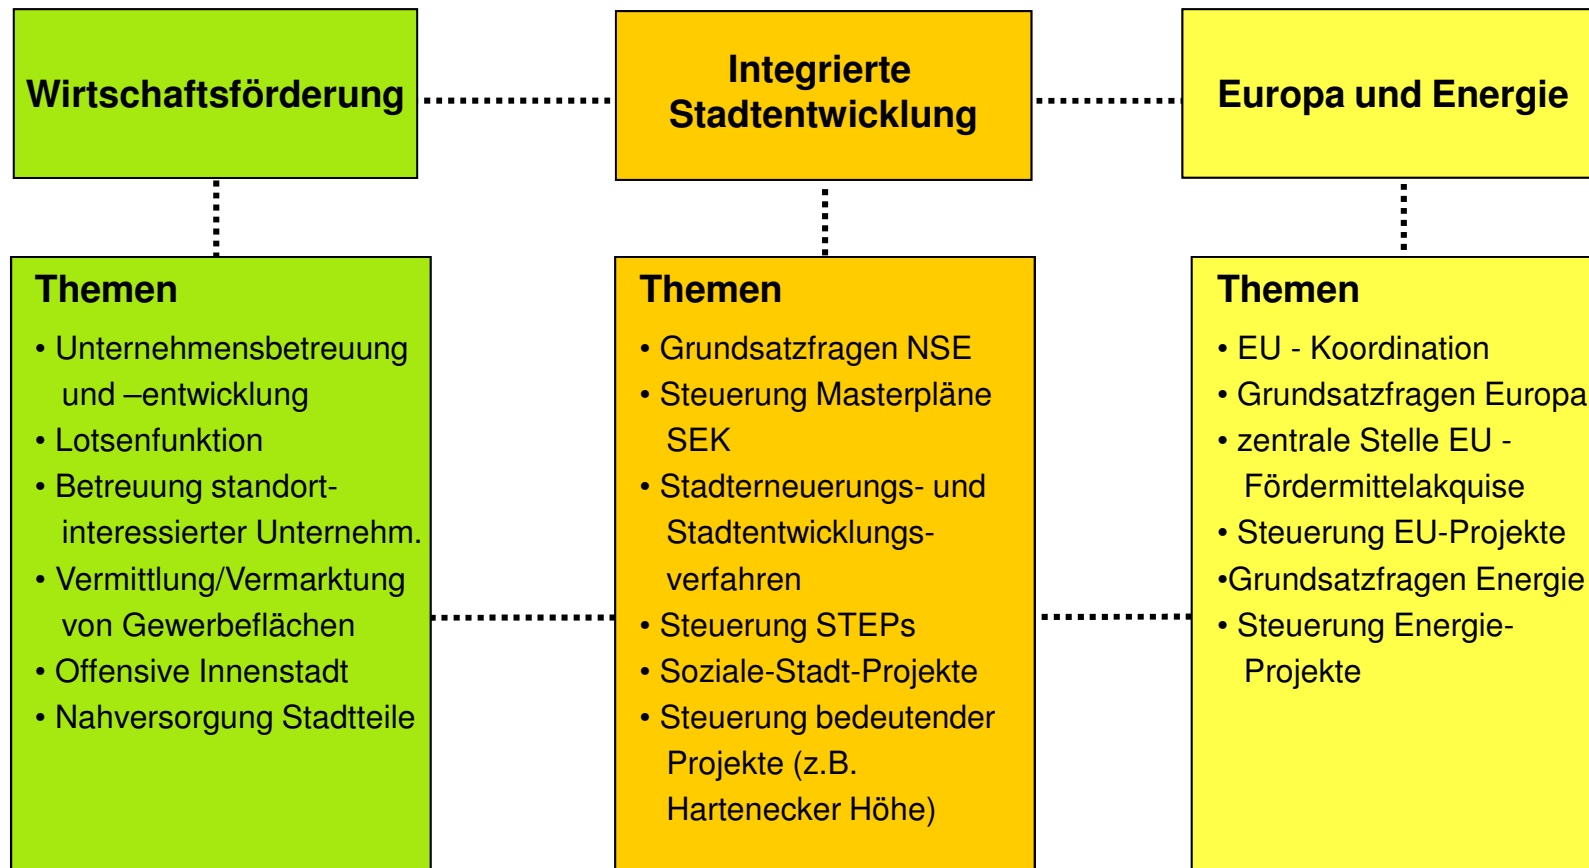 Wirtschaftsförderung
Integrierte
Stadtentwicklung
Europa und Energie
Themen
• Unternehmensbetreuung
und –entwicklung
• Lotsenfunktion
• Betreuung standort-
interessierter Unternehm.
• Vermittlung/Vermarktung
von Gewerbeflächen
• Offensive Innenstadt
• Nahversorgung Stadtteile
Themen
• Grundsatzfragen NSE
• Steuerung Masterpläne
SEK
• Stadterneuerungs- und
Stadtentwicklungs-
verfahren
• Steuerung STEPs
• Soziale-Stadt-Projekte
• Steuerung bedeutender
Projekte (z.B.
Hartenecker Höhe)
Themen
• EU - Koordination
• Grundsatzfragen Europa
• zentrale Stelle EU -
Fördermittelakquise
• Steuerung EU-Projekte
•Grundsatzfragen Energie
• Steuerung Energie-
Projekte